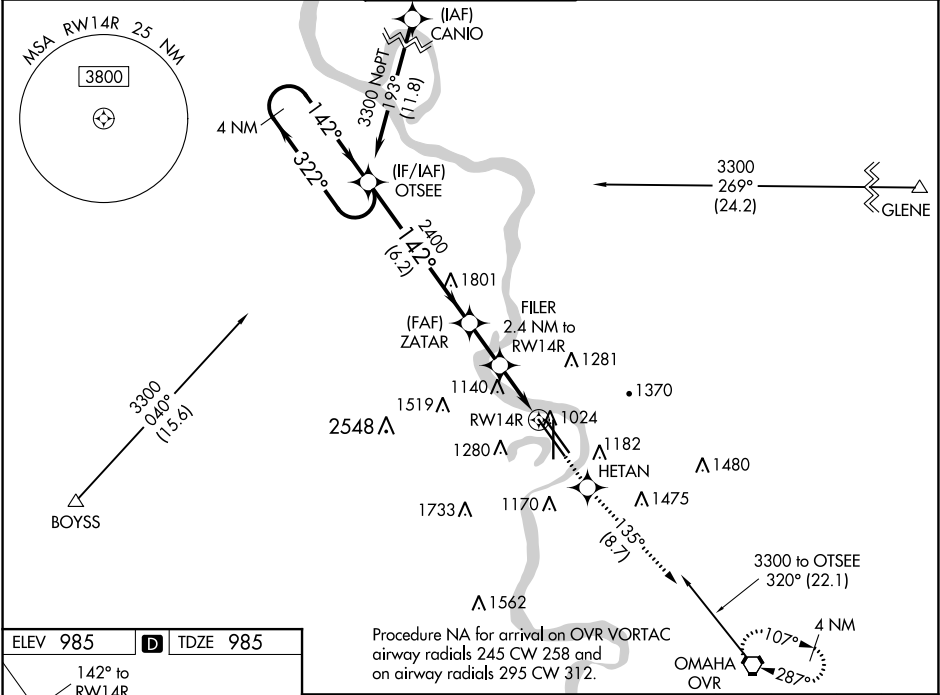 MSA RW14R 25 NM
3800
(IAF)
CANIO
3300 NoPT
193°
(11.8)
4 NM
142°
322°
(IF/IAF)
OTSEE
3300
269°
(24.2)
GLENE
2400
142°
(6.2)
1801
(FAF)
ZATAR
FILER
2.4 NM to
RW14R
1281
1140
1370
3300
040°
(15.6)
1519
2548
RW14R
1024
1280
1182
HETAN
1480
BOYSS
1733
1170
1475
135°
(8.7)
3300 to OTSEE
320° (22.1)
1562
Procedure NA for arrival on OVR VORTAC
airway radials 245 CW 258 and
on airway radials 295 CW 312.
4 NM
107°
287°
OMAHA
OVR
ELEV 985 D TDZE 985
142° to
RW14R